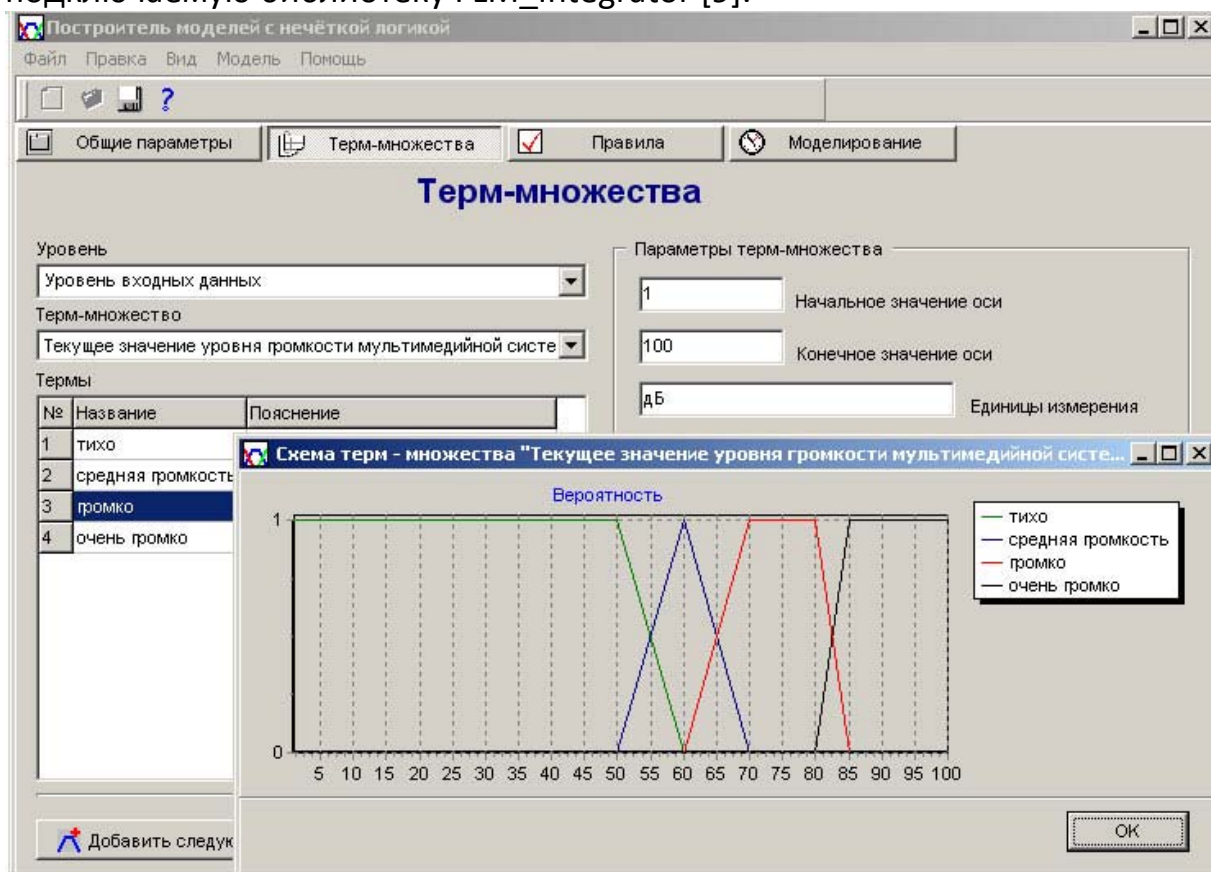 подключаемую библиотеку FLM_Integrator [5].
Построитель моделей с нечёткой логикой
Файл Правка Вид Модель Помощь
Общие параметры Терм-множества Правила Моделирование
Терм-множества
Уровень
Уровень входных данных
Терм-множество
Текущее значение уровня громкости мультимедийной систе
Термы
№ Название Пояснение
1 тихо
2 средняя громкость
3 громко
4 очень громко
Добавить следук
Параметры терм-множества
1 Начальное значение оси
100 Конечное значение оси
дБ Единицы измерения
Схема терм - множества "Текущее значение уровня громкости мультимедийной систе...
Вероятность
1
0
5 10 15 20 25 30 35 40 45 50 55 60 65 70 75 80 85 90 95 100
тихо
средняя громкость
громко
очень громко
OK